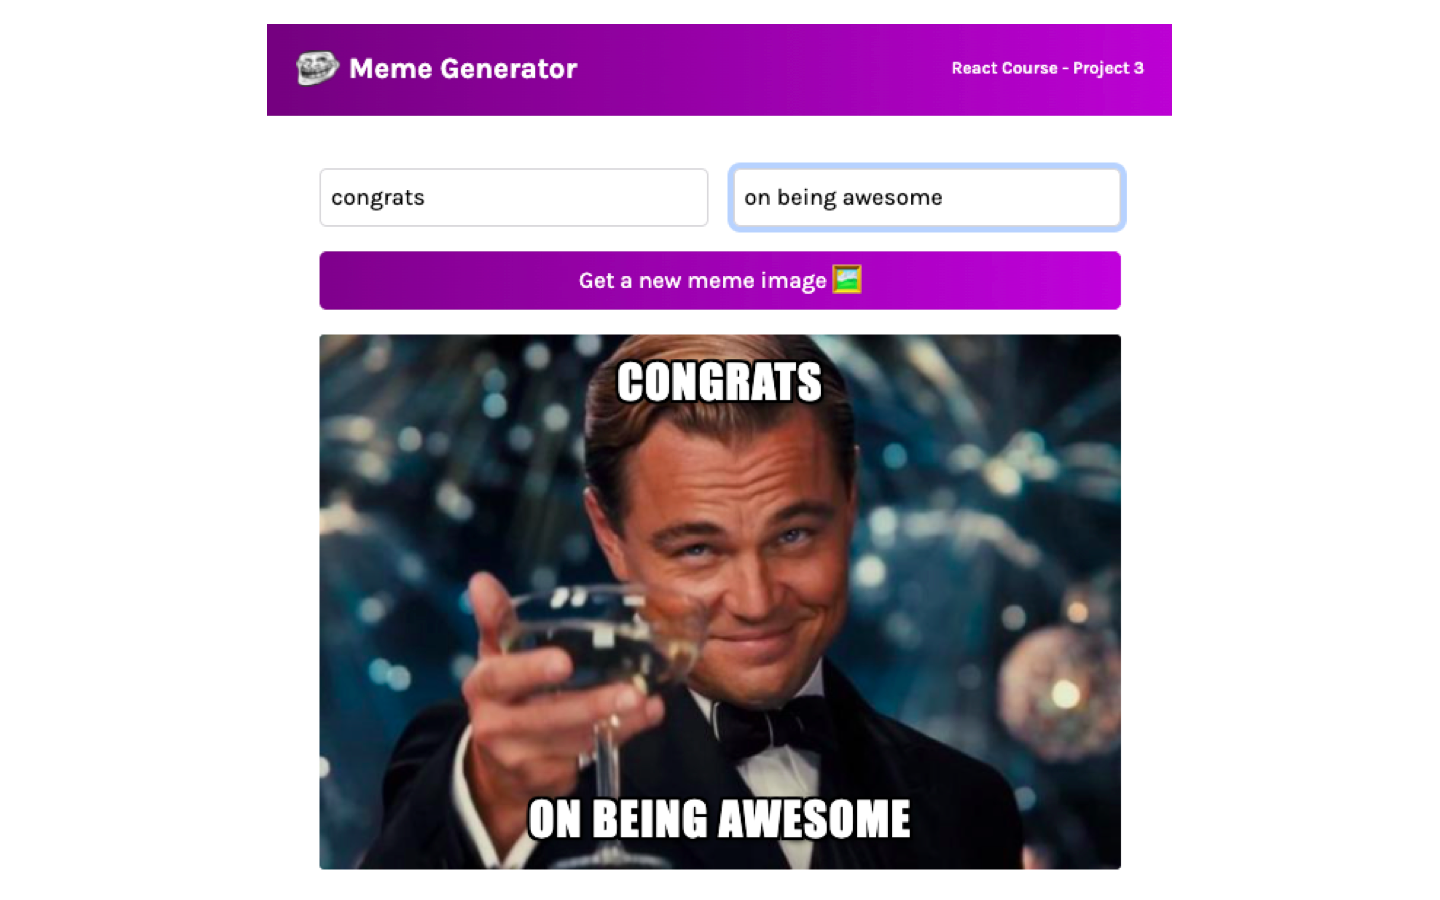 Meme Generator
React Course - Project 3
congrats
on being awesome
Get a new meme image
CONGRATS
ON BEING AWESOME